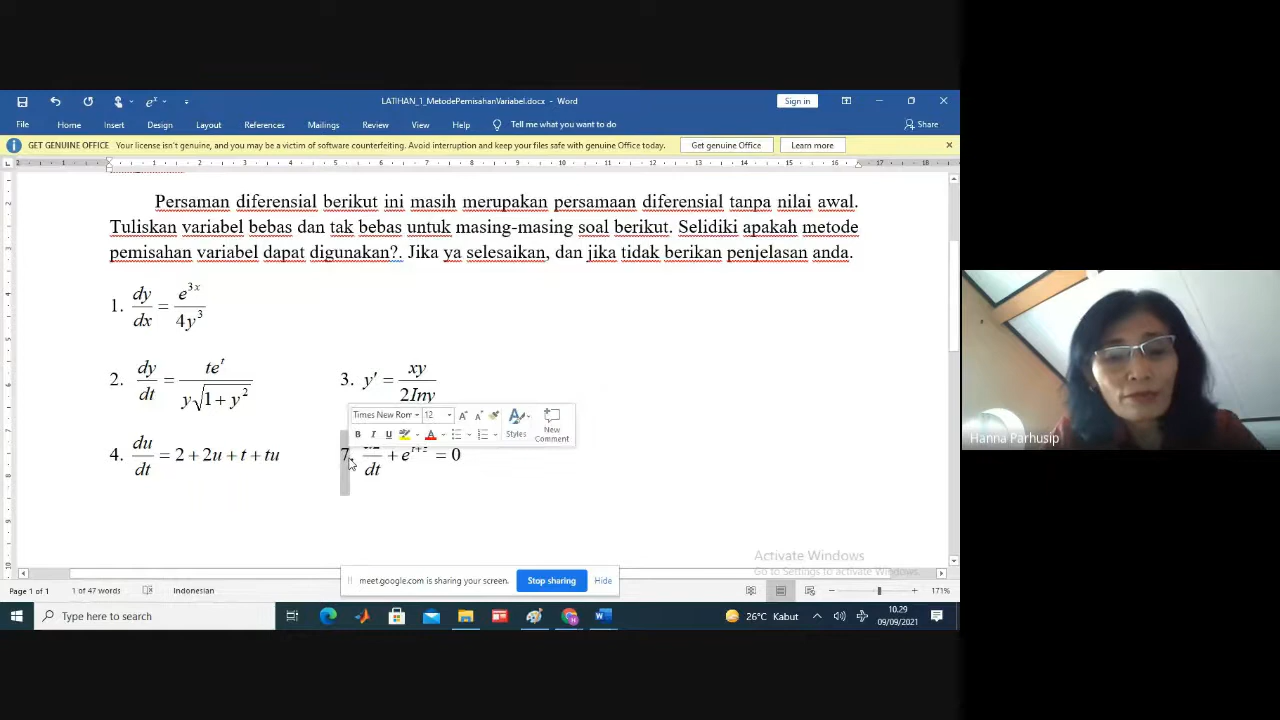 LATIHAN_1_MetodePemisahanVariabel.docx - Word
Sign in
File Home Insert Design Layout References Mailings Review View Help Tell me what you want to do Share
GET GENUINE OFFICE Your license isn't genuine, and you may be a victim of software counterfeiting. Avoid interruption and keep your files safe with genuine Office today. Get genuine Office Learn more
Persaman diferensial berikut ini masih merupakan persamaan diferensial tanpa nilai awal.
Tuliskan variabel bebas dan tak bebas untuk masing-masing soal berikut. Selidiki apakah metode
pemisahan variabel dapat digunakan?. Jika ya selesaikan, dan jika tidak berikan penjelasan anda.
1. dy/dx = e^{3x}/4y^3
2. dy/dt = te^t/y√(1+y^2) 3. y' = xy/2Iny
Times New Rom 12
Styles New Comment
4. du/dt = 2+2u+t+tu 7. /dt + e^{t+z} = 0
Hanna Parhusip
Activate Windows
Go to Settings to activate Windows.
meet.google.com is sharing your screen. Stop sharing Hide
Page 1 of 1 1 of 47 words Indonesian 171%
Type here to search 26°C Kabut 10.29
09/09/2021